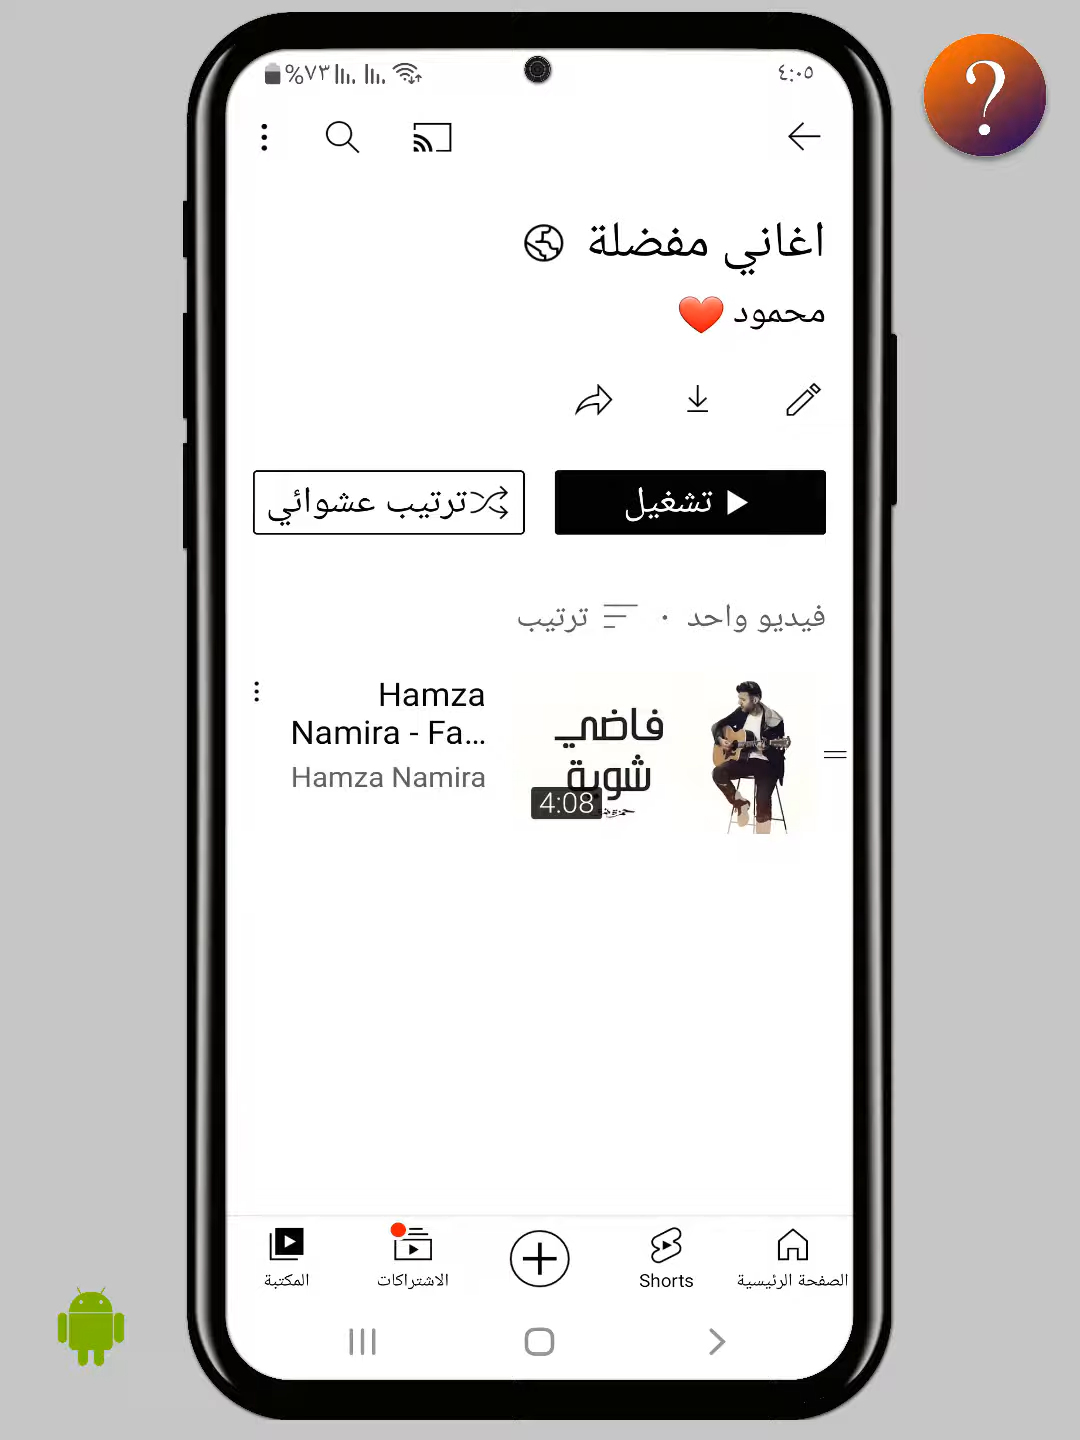 ٤:٠٥
%٧٣
?
اغاني مفضلة
محمود ❤️
تشغيل
ترتيب عشوائي
فيديو واحد · ترتيب
فاضي
شوية
4:08
Hamza
Namira - Fa...
Hamza Namira
الصفحة الرئيسية
Shorts
الاشتراكات
المكتبة